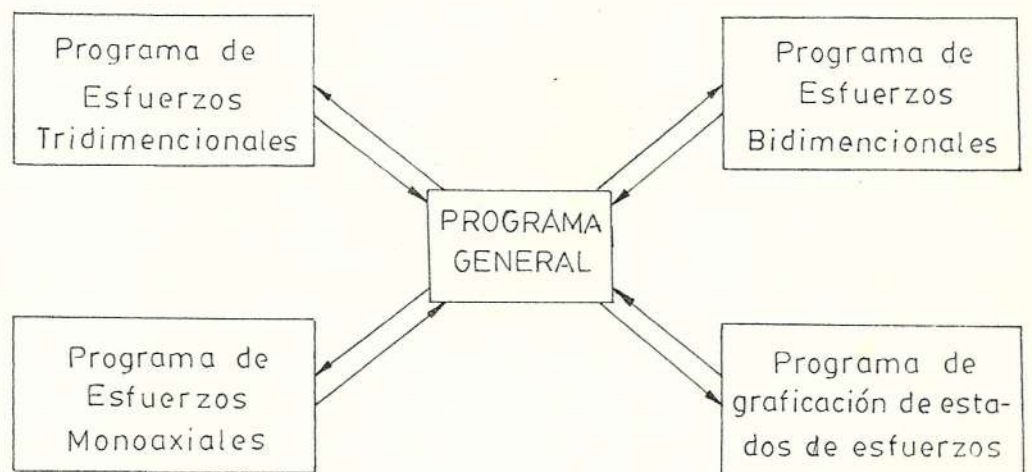 Programa de
Esfuerzos
Tridimencionales
Programa de
Esfuerzos
Bidimencionales
PROGRAMA
GENERAL
Programa de
Esfuerzos
Monoaxiales
Programa de
graficación de esta-
dos de esfuerzos